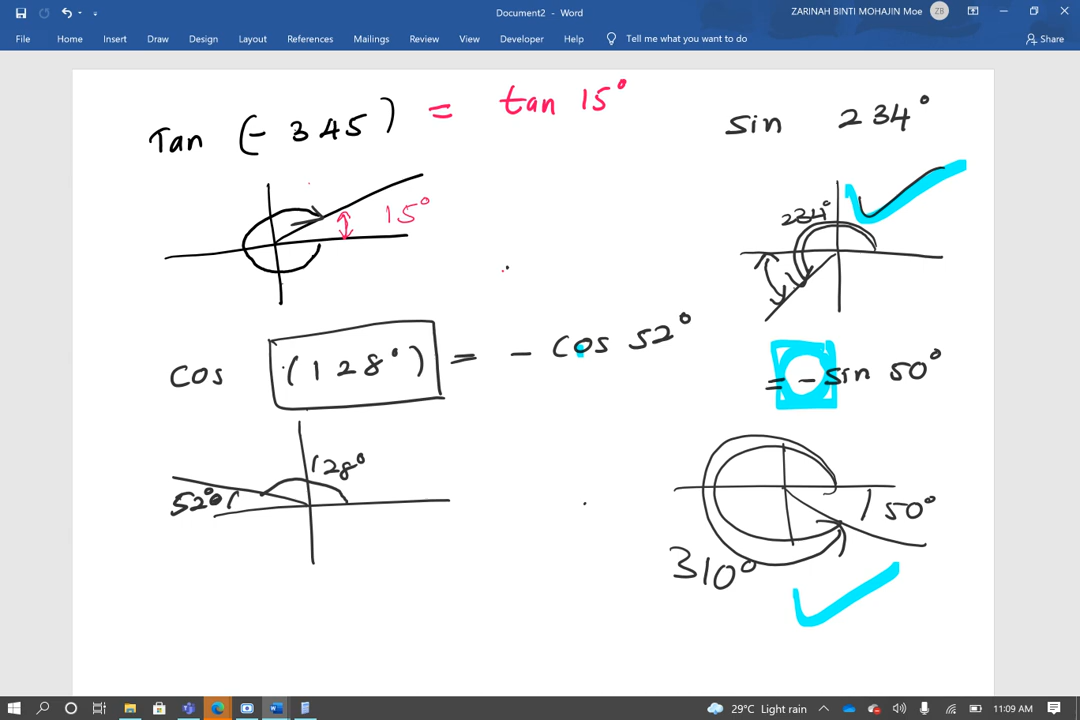 Document2 - Word
ZARINAH BINTI MOHAJIN Moe
ZB
File Home Insert Draw Design Layout References Mailings Review View Developer Help Tell me what you want to do
Share
Tan (- 345) = tan 15°
sin 234°
15°
234°
cos (128°) = - cos 52°
= - sin 50°
128°
52°
50°
310°
29°C Light rain
11:09 AM